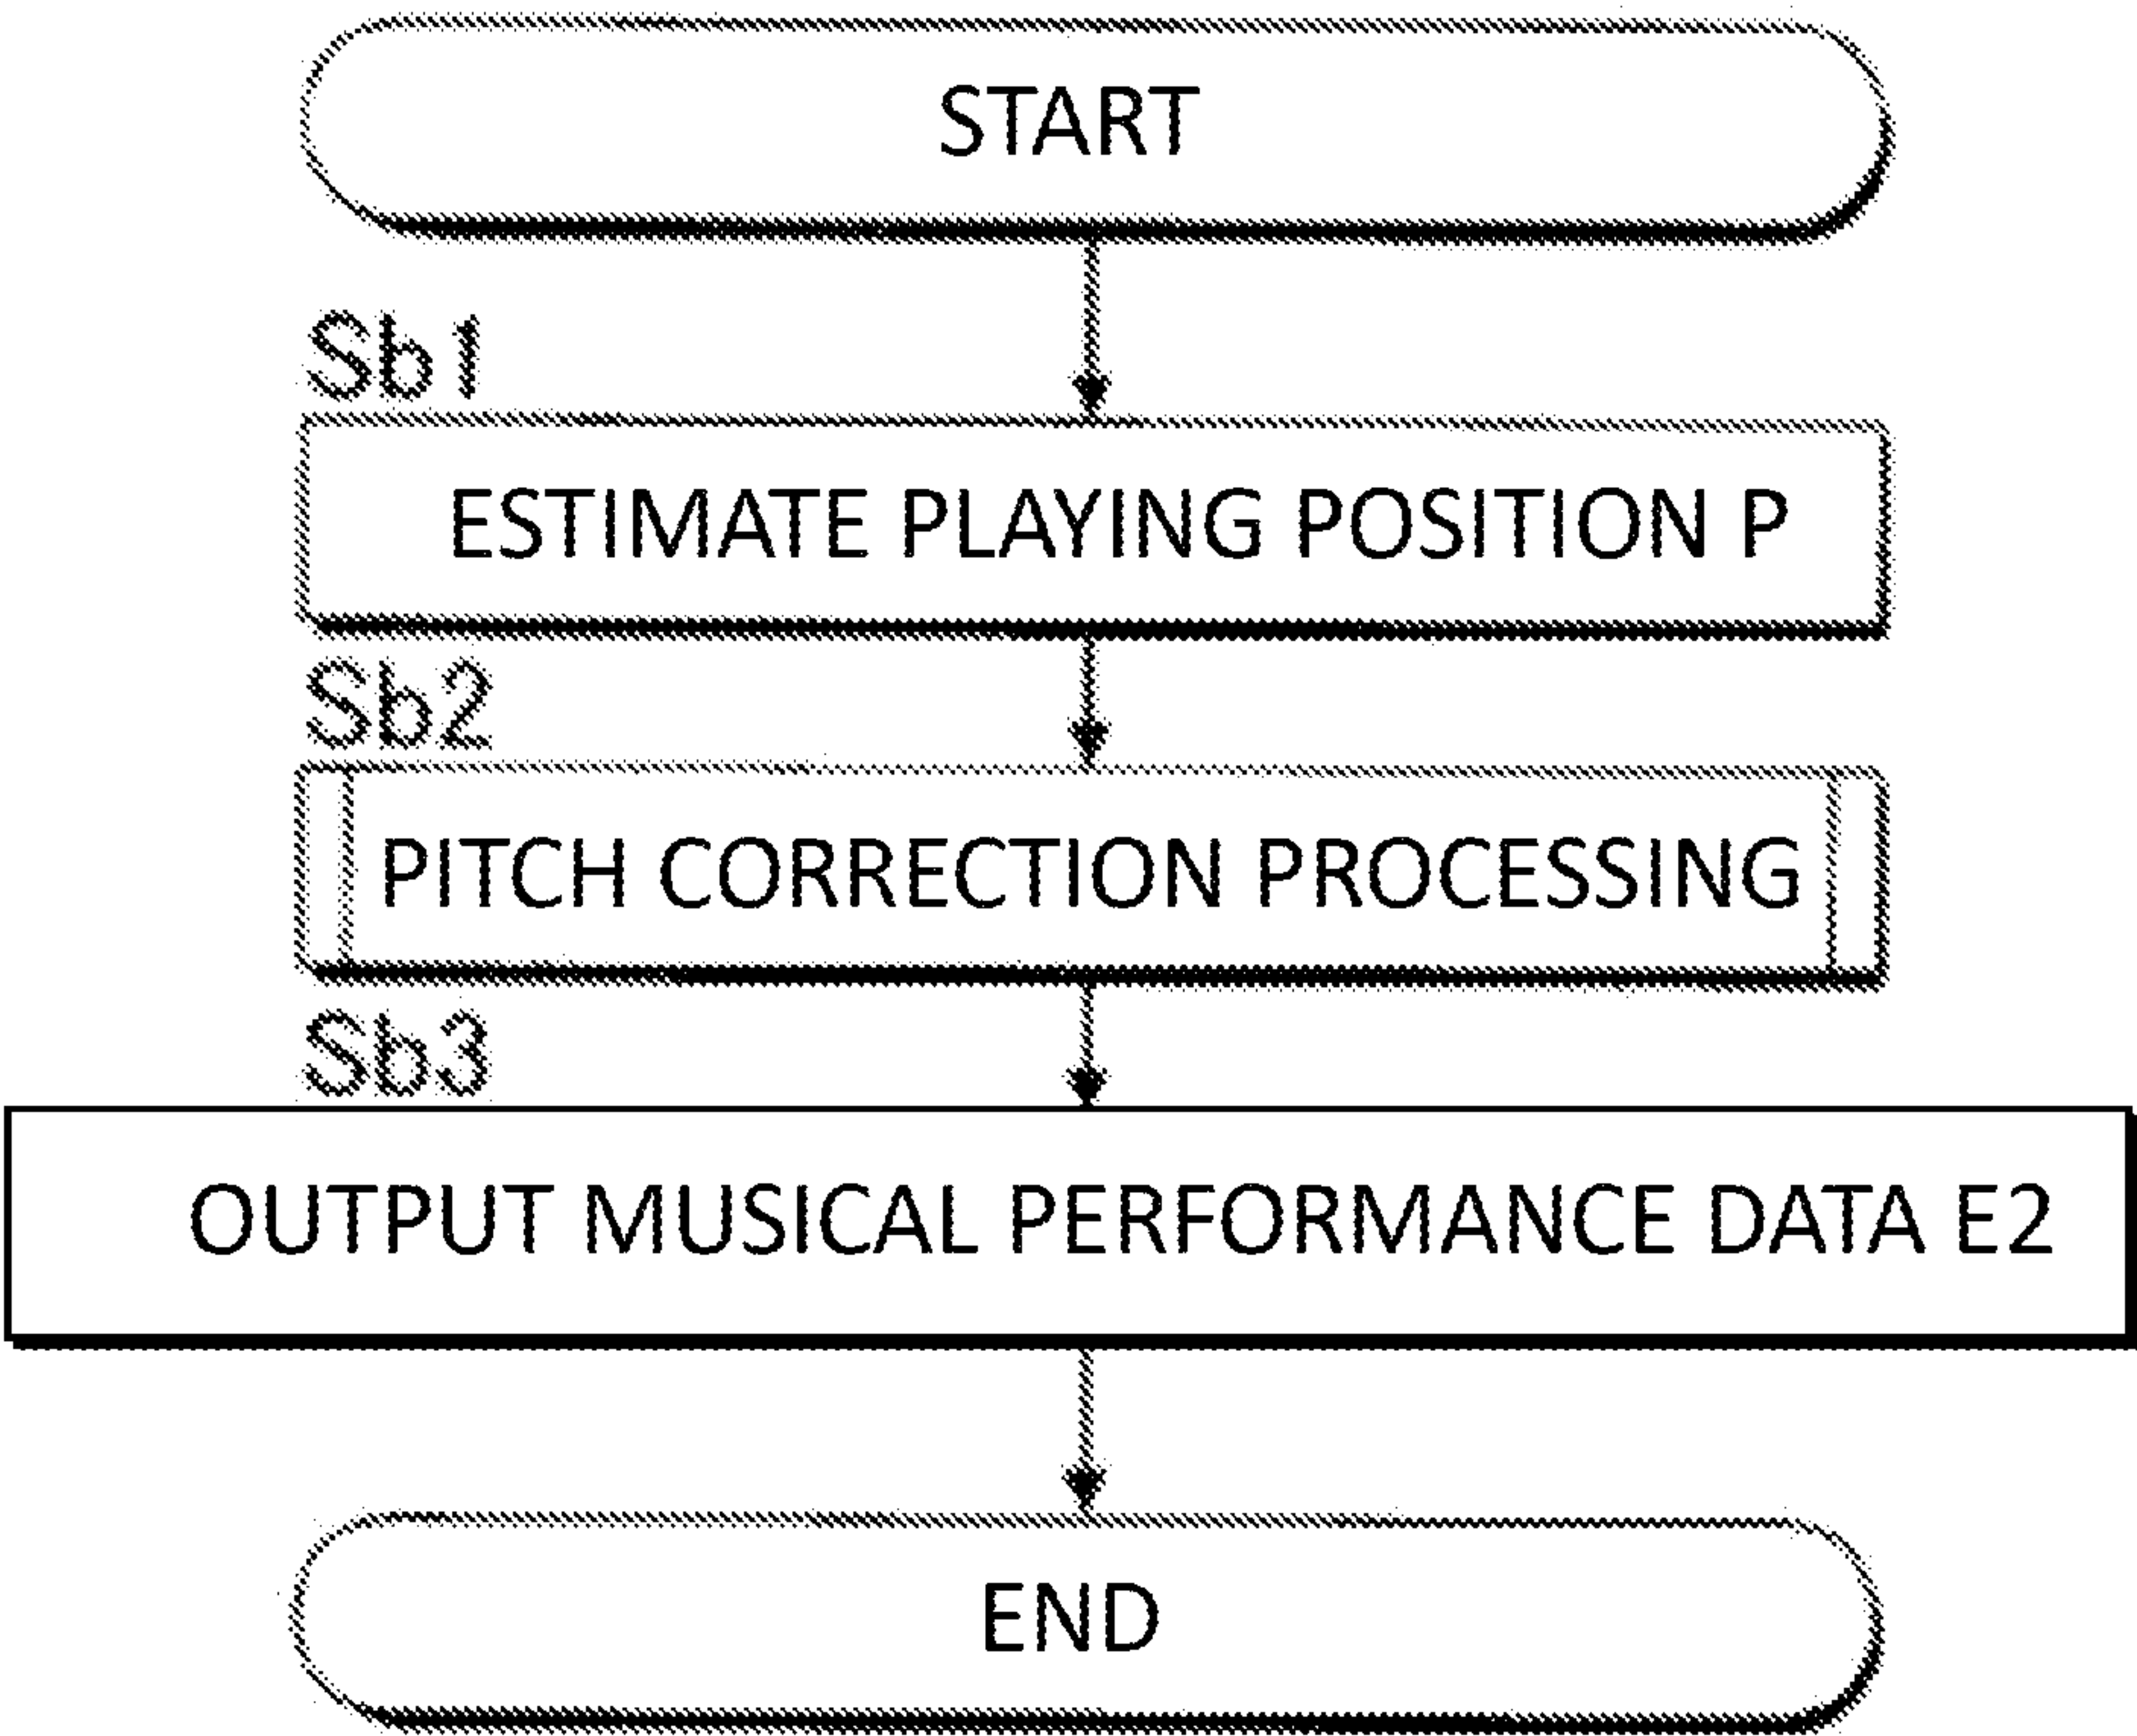 START
Sb1
ESTIMATE PLAYING POSITION P
Sb2
PITCH CORRECTION PROCESSING
Sb3
OUTPUT MUSICAL PERFORMANCE DATA E2
END